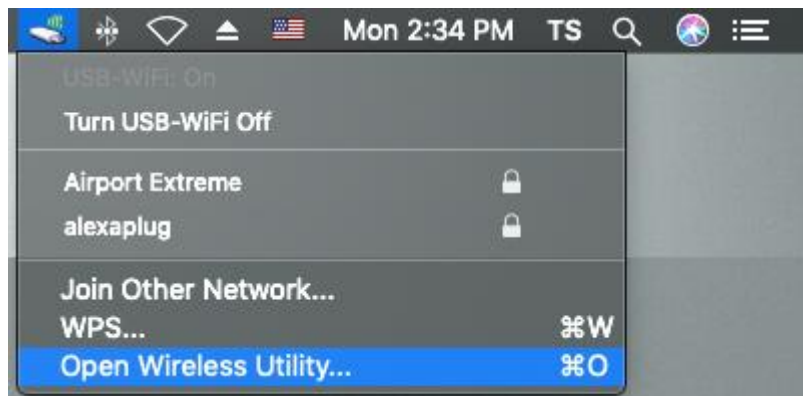 Mon 2:34 PM TS
USB-WiFi: On
Turn USB-WiFi Off
Airport Extreme
alexaplug
Join Other Network...
WPS... ⌘W
Open Wireless Utility... ⌘O